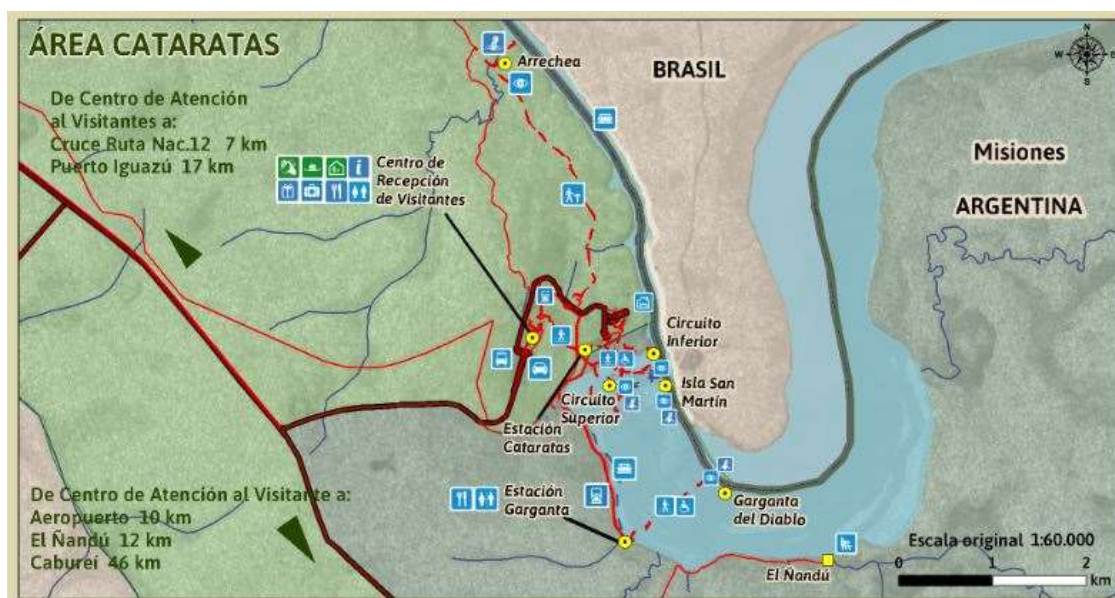 ÁREA CATARATAS
De Centro de Atención
al Visitantes a:
Cruce Ruta Nac.12 7 km
Puerto Iguazú 17 km
Arrechea
BRASIL
N
W
E
S
Misiones
ARGENTINA
Centro de
Recepción
de Visitantes
i
Circuito
Inferior
Isla San
Martín
Circuito
Superior
Estación
Cataratas
Estación
Garganta
Garganta
del Diablo
El Ñandú
De Centro de Atención al Visitante a:
Aeropuerto 10 km
El Ñandú 12 km
Cabureí 46 km
Escala original 1:60.000
0 1 2
km